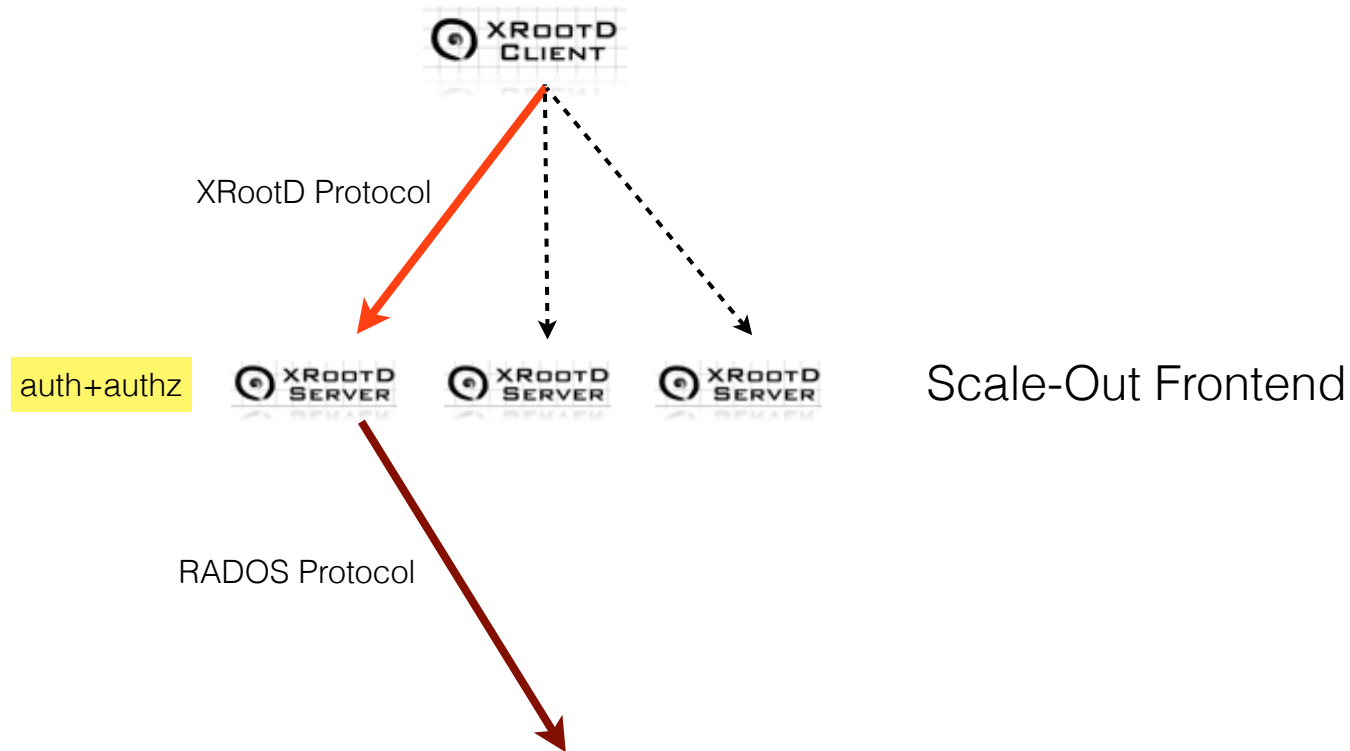 XRootD
Client
XRootD Protocol
auth+authz
XRootD
Server
XRootD
Server
XRootD
Server
Scale-Out Frontend
RADOS Protocol